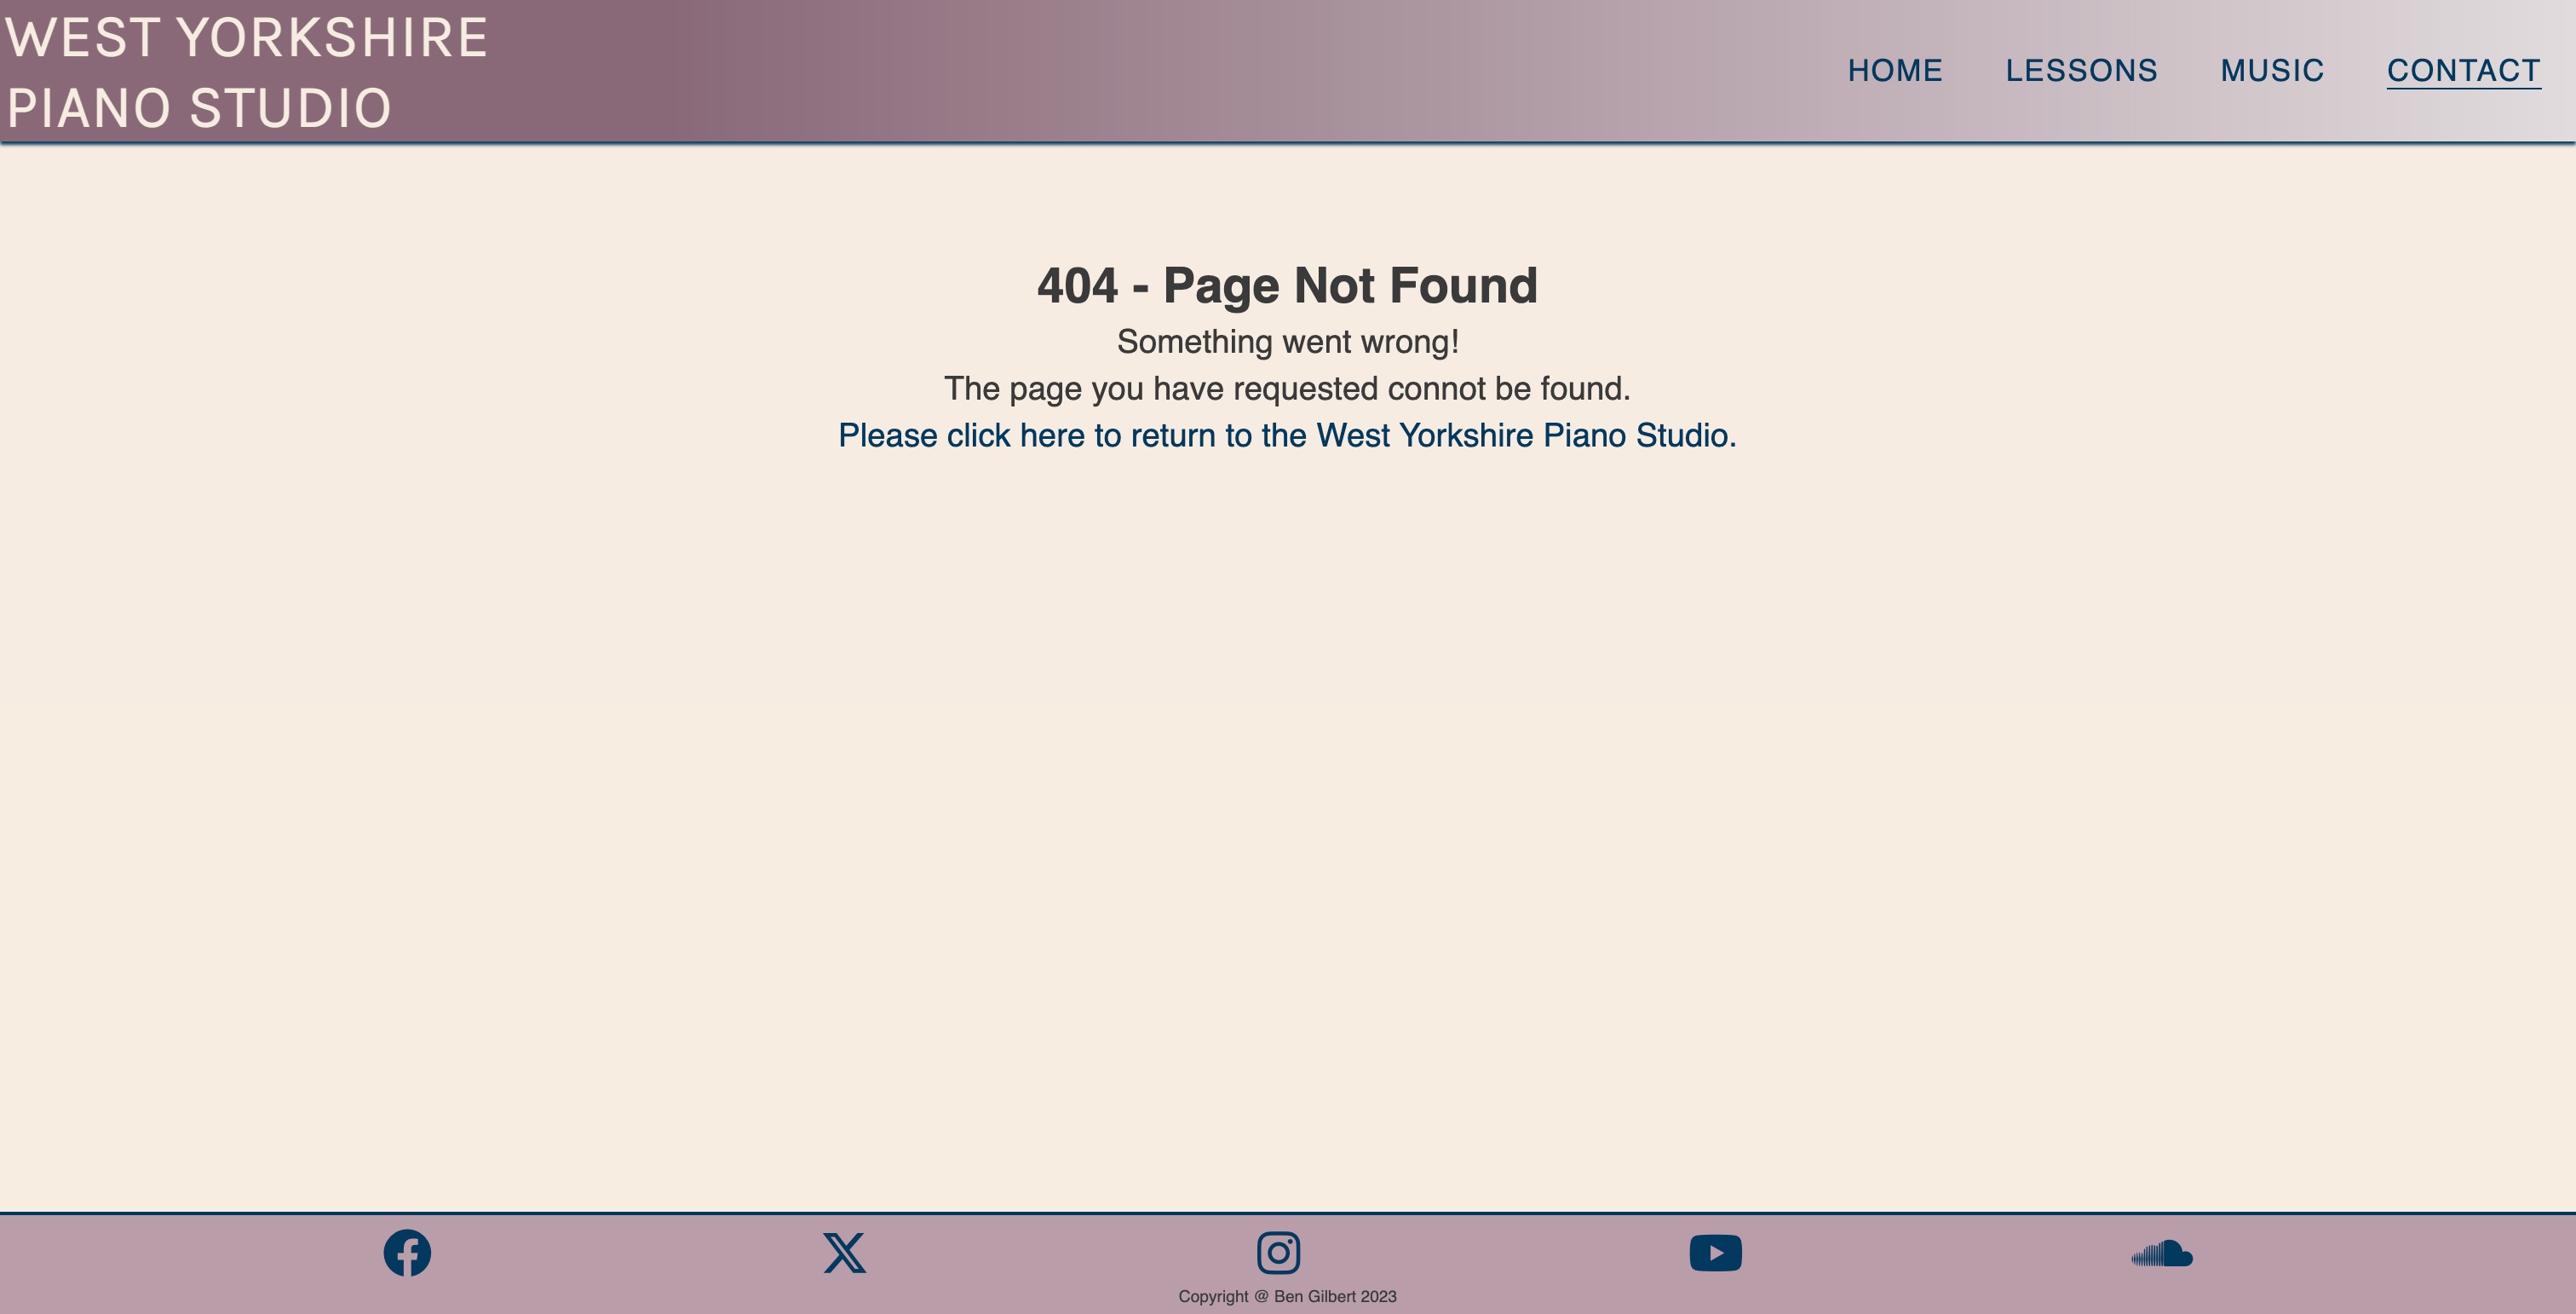 WEST YORKSHIRE
PIANO STUDIO
HOME LESSONS MUSIC CONTACT
404 - Page Not Found
Something went wrong!
The page you have requested connot be found.
Please click here to return to the West Yorkshire Piano Studio.
Copyright @ Ben Gilbert 2023